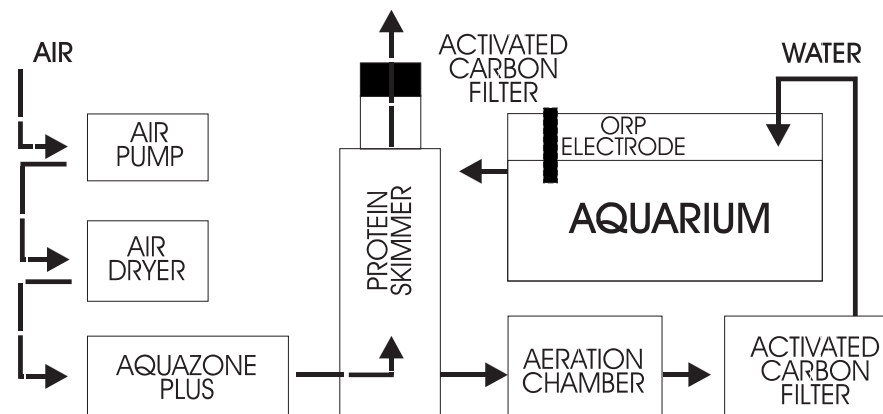 AIR
AIR
PUMP
AIR
DRYER
AQUAZONE
PLUS
PROTEIN
SKIMMER
ACTIVATED
CARBON
FILTER
ORP
ELECTRODE
AQUARIUM
WATER
AERATION
CHAMBER
ACTIVATED
CARBON
FILTER